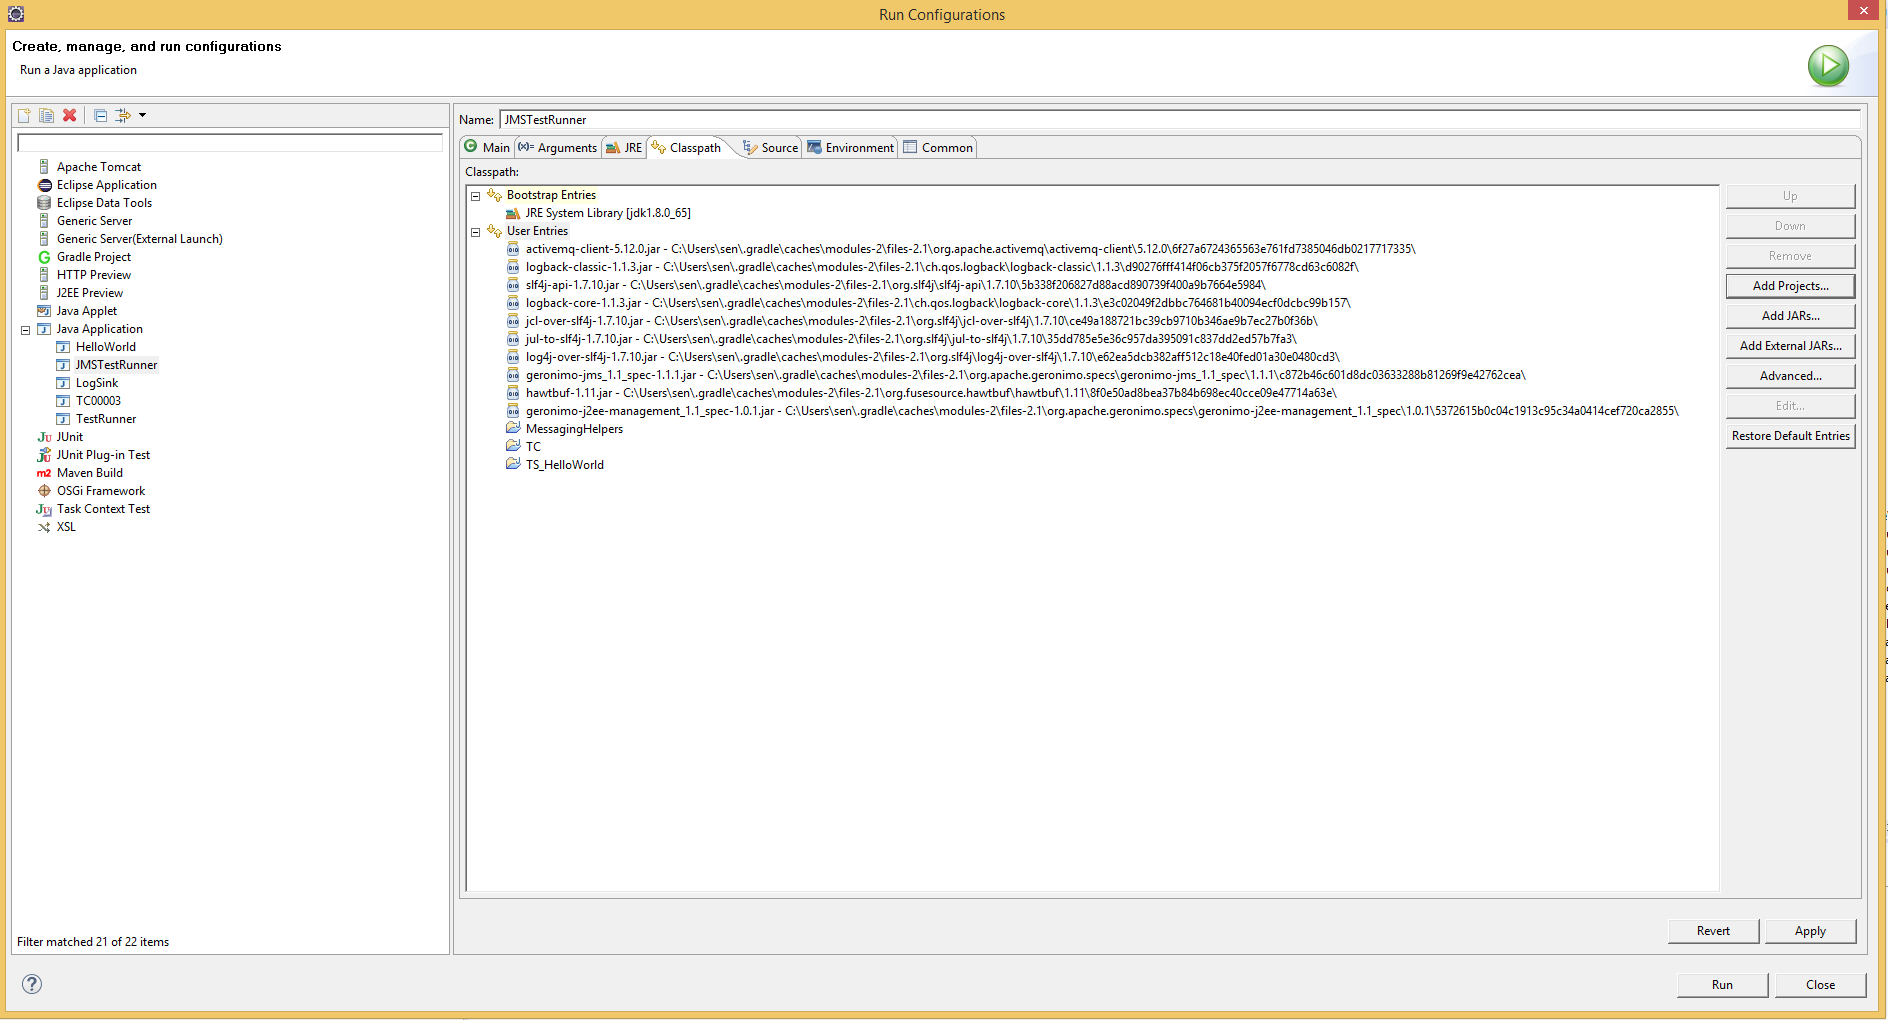 Run Configurations
Create, manage, and run configurations
Run a Java application
Apache Tomcat
Eclipse Application
Eclipse Data Tools
Generic Server
Generic Server(External Launch)
Gradle Project
HTTP Preview
J2EE Preview
Java Applet
Java Application
HelloWorld
JMSTestRunner
LogSink
TC00003
TestRunner
JUnit
JUnit Plug-in Test
Maven Build
OSGi Framework
Task Context Test
XSL
Filter matched 21 of 22 items
Name: JMSTestRunner
Main (x)= Arguments JRE Classpath Source Environment Common
Classpath:
Bootstrap Entries
JRE System Library [jdk1.8.0_65]
User Entries
activemq-client-5.12.0.jar - C:\Users\sen\.gradle\caches\modules-2\files-2.1\org.apache.activemq\activemq-client\5.12.0\6f27a6724365563e761fd7385046db0217717335\
logback-classic-1.1.3.jar - C:\Users\sen\.gradle\caches\modules-2\files-2.1\ch.qos.logback\logback-classic\1.1.3\d90276fff414f06cb375f2057f6778cd63c6082f\
slf4j-api-1.7.10.jar - C:\Users\sen\.gradle\caches\modules-2\files-2.1\org.slf4j\slf4j-api\1.7.10\5b338f206827d88acd890739f400a9b7664e5984\
logback-core-1.1.3.jar - C:\Users\sen\.gradle\caches\modules-2\files-2.1\ch.qos.logback\logback-core\1.1.3\e3c02049f2dbbc764681b40094ecf0dcbc99b157\
jcl-over-slf4j-1.7.10.jar - C:\Users\sen\.gradle\caches\modules-2\files-2.1\org.slf4j\jcl-over-slf4j\1.7.10\ce49a188721bc39cb9710b346ae9b7ec27b0f36b\
jul-to-slf4j-1.7.10.jar - C:\Users\sen\.gradle\caches\modules-2\files-2.1\org.slf4j\jul-to-slf4j\1.7.10\35dd785e5e36c957da395091c837dd2ed57b7fa3\
log4j-over-slf4j-1.7.10.jar - C:\Users\sen\.gradle\caches\modules-2\files-2.1\org.slf4j\log4j-over-slf4j\1.7.10\e62ea5dcb382aff512c18e40fed01a30e0480cd3\
geronimo-jms_1.1_spec-1.1.1.jar - C:\Users\sen\.gradle\caches\modules-2\files-2.1\org.apache.geronimo.specs\geronimo-jms_1.1_spec\1.1.1\c872b46c601d8dc03633288b81269f9e42762cea\
hawtbuf-1.11.jar - C:\Users\sen\.gradle\caches\modules-2\files-2.1\org.fusesource.hawtbuf\hawtbuf\1.11\8f0e50ad8bea37b84b698ec40cce09e47714a63e\
geronimo-j2ee-management_1.1_spec-1.0.1.jar - C:\Users\sen\.gradle\caches\modules-2\files-2.1\org.apache.geronimo.specs\geronimo-j2ee-management_1.1_spec\1.0.1\5372615b0c04c1913c95c34a0414cef720ca2855\
MessagingHelpers
TC
TS_HelloWorld
Up
Down
Remove
Add Projects...
Add JARs...
Add External JARs...
Advanced...
Edit...
Restore Default Entries
Revert Apply
Run Close